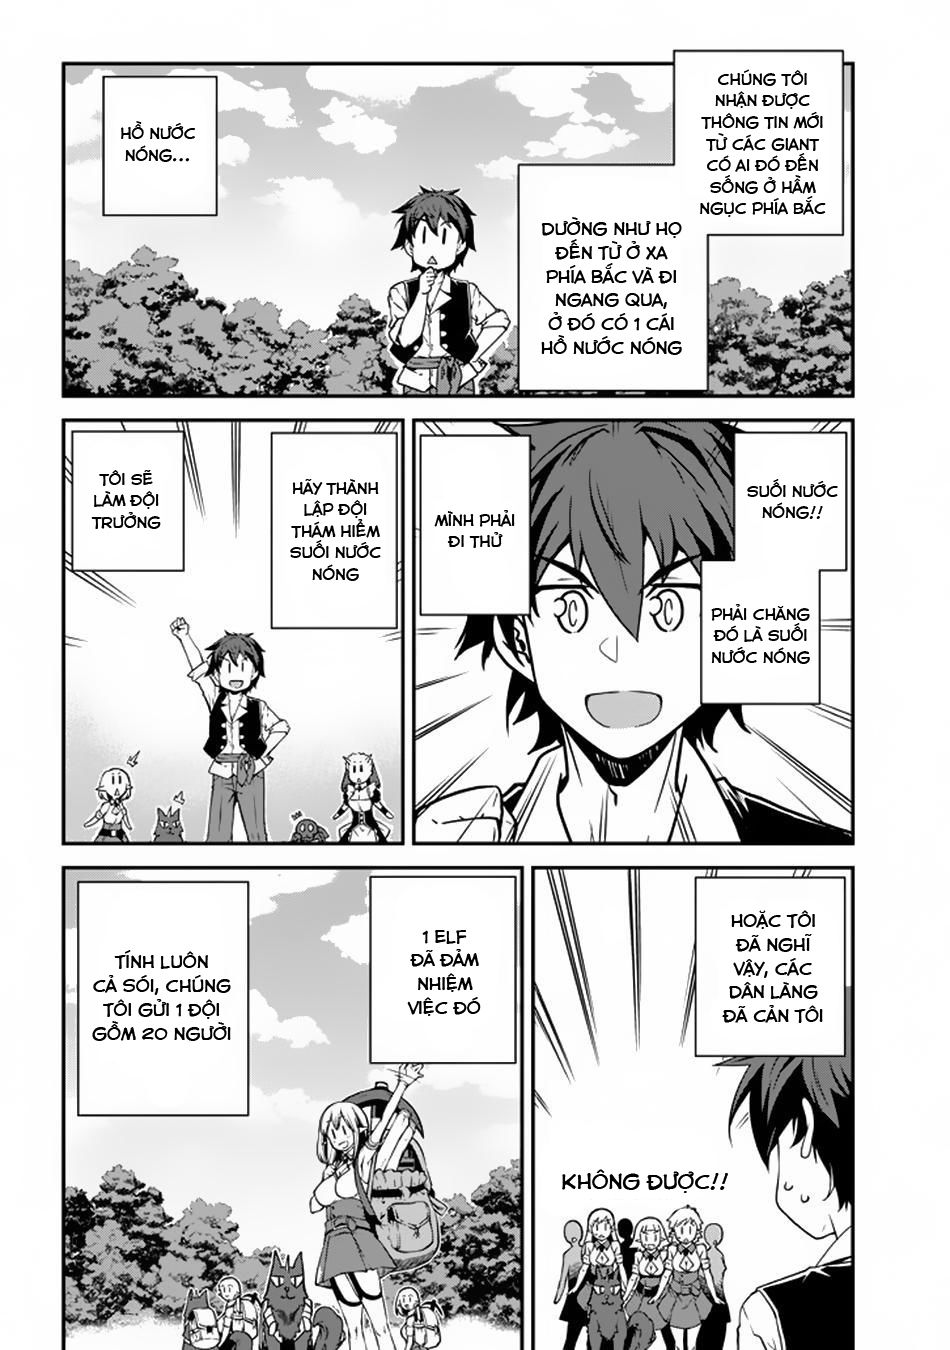 CHÚNG TÔI
NHẬN ĐƯỢC
THÔNG TIN MỚI
TỪ CÁC GIANT
CÓ AI ĐÓ ĐẾN
SỐNG Ở HẦM
NGỤC PHÍA BẮC
DƯỜNG NHƯ HỌ
ĐẾN TỪ Ở XA
PHÍA BẮC VÀ ĐI
NGANG QUA,
Ở ĐÓ CÓ 1 CÁI
HỒ NƯỚC NÓNG
HỒ NƯỚC
NÓNG...
SUỐI NƯỚC
NÓNG!!
PHẢI CHĂNG
ĐÓ LÀ SUỐI
NƯỚC NÓNG
MÌNH PHẢI
ĐI THỬ
HÃY THÀNH
LẬP ĐỘI
THÁM HIỂM
SUỐI NƯỚC
NÓNG
TÔI SẼ
LÀM ĐỘI
TRƯỞNG
HOẶC TÔI
ĐÃ NGHĨ
VẬY, CÁC
DÂN LÀNG
ĐÃ CẢN TÔI
KHÔNG ĐƯỢC!!
1 ELF
ĐÃ ĐẢM
NHIỆM
VIỆC ĐÓ
TÍNH LUÔN
CẢ SÓI, CHÚNG
TÔI GỬI 1 ĐỘI
GỒM 20 NGƯỜI